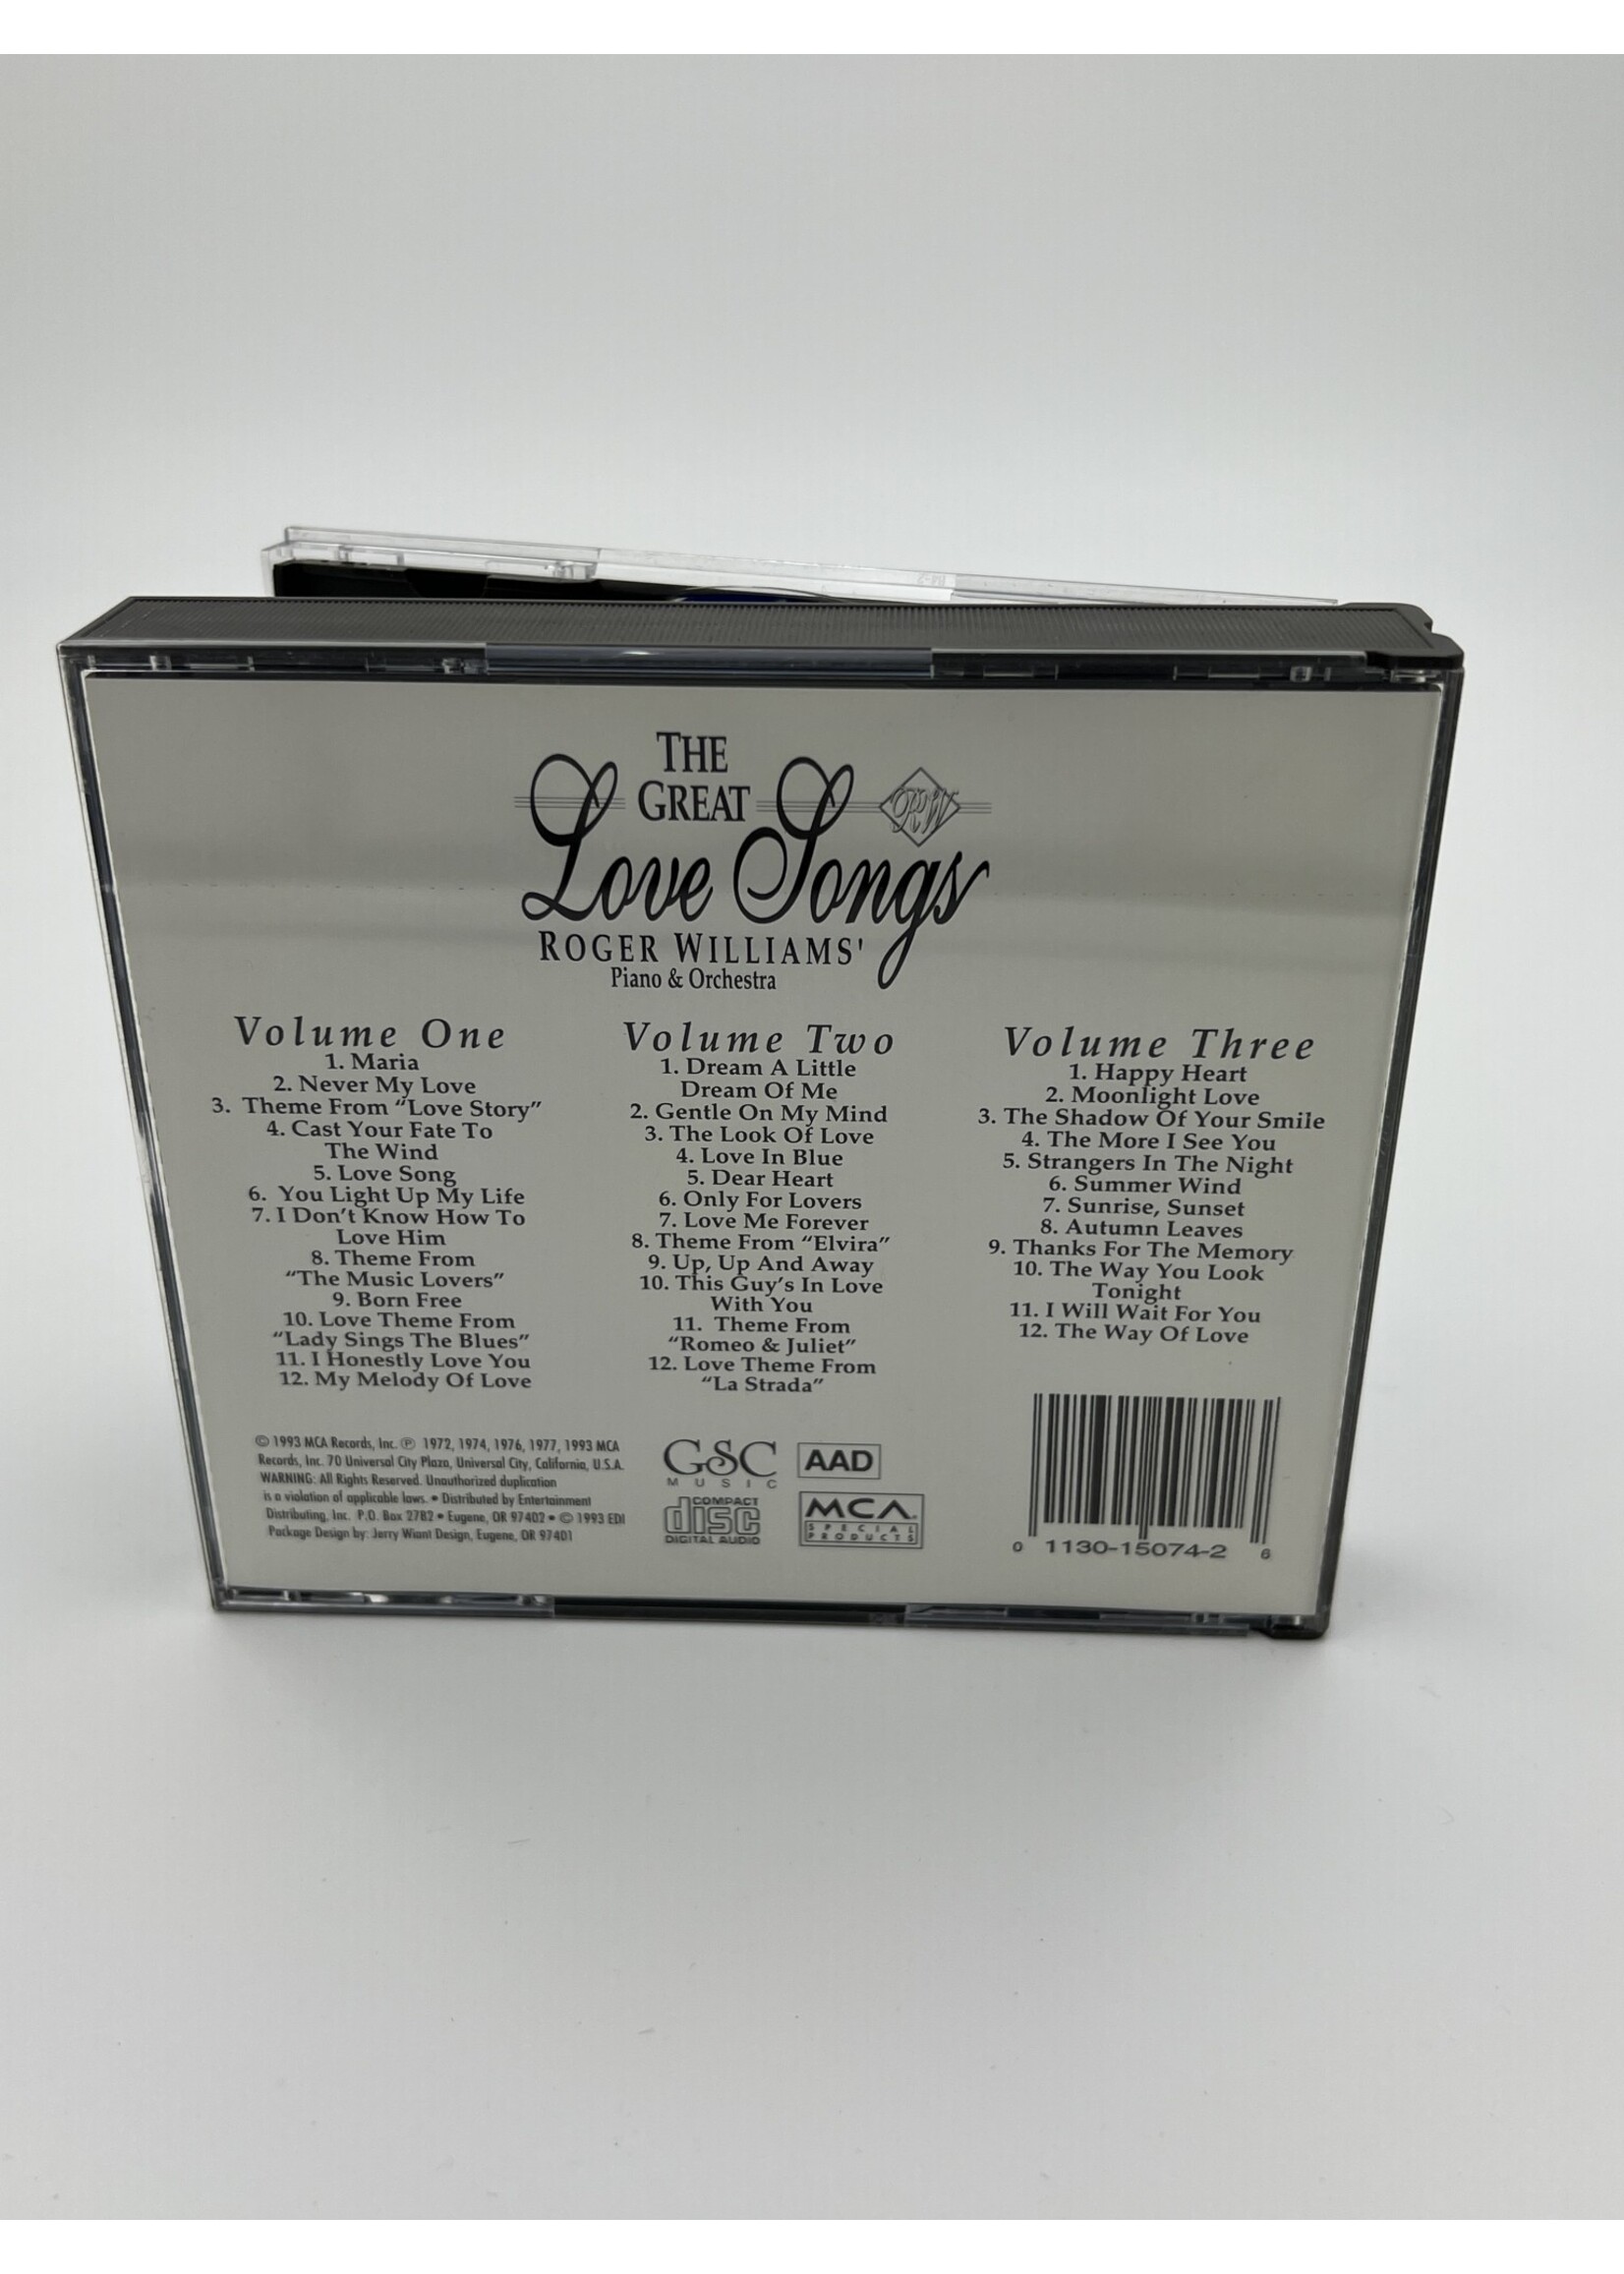 THE
GREAT
Love Songs
RW
ROGER WILLIAMS'
Piano & Orchestra
Volume One
1. Maria
2. Never My Love
3. Theme From “Love Story”
4. Cast Your Fate To
The Wind
5. Love Song
6. You Light Up My Life
7. I Don't Know How To
Love Him
8. Theme From
“The Music Lovers”
9. Born Free
10. Love Theme From
“Lady Sings The Blues”
11. I Honestly Love You
12. My Melody Of Love
Volume Two
1. Dream A Little
Dream Of Me
2. Gentle On My Mind
3. The Look Of Love
4. Love In Blue
5. Dear Heart
6. Only For Lovers
7. Love Me Forever
8. Theme From “Elvira”
9. Up, Up And Away
10. This Guy's In Love
With You
11. Theme From
“Romeo & Juliet”
12. Love Theme From
“La Strada”
Volume Three
1. Happy Heart
2. Moonlight Love
3. The Shadow Of Your Smile
4. The More I See You
5. Strangers In The Night
6. Summer Wind
7. Sunrise, Sunset
8. Autumn Leaves
9. Thanks For The Memory
10. The Way You Look
Tonight
11. I Will Wait For You
12. The Way Of Love
© 1993 MCA Records, Inc. ℗ 1972, 1974, 1976, 1977, 1993 MCA
Records, Inc. 70 Universal City Plaza, Universal City, California, U.S.A.
WARNING: All Rights Reserved. Unauthorized duplication
is a violation of applicable laws. • Distributed by Entertainment
Distributing, Inc. P.O. Box 2782 • Eugene, OR 97402 • © 1993 EDI
Package Design by: Jerry Wiant Design, Eugene, OR 97401
GSC
MUSIC
AAD
COMPACT
disc
DIGITAL AUDIO
MCA
SPECIAL
PRODUCTS
0 1130-15074-2 6